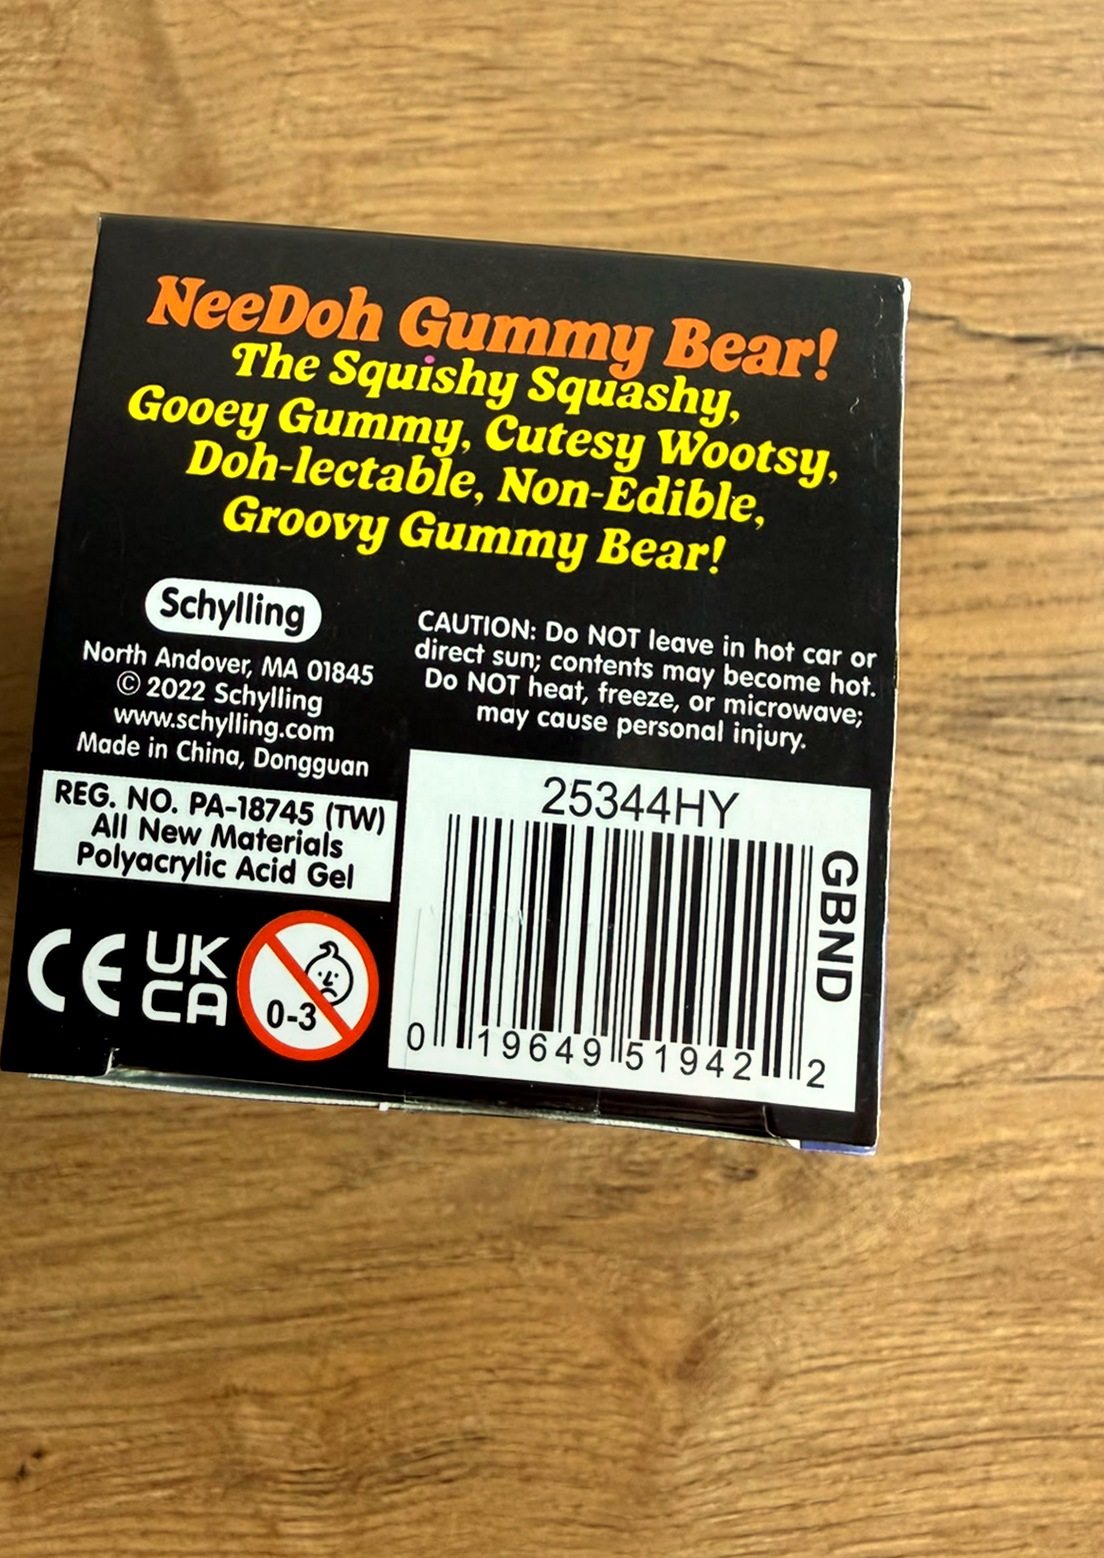 NeeDoh Gummy Bear!
The Squishy Squashy,
Gooey Gummy, Cutesy Wootsy,
Doh-lectable, Non-Edible,
Groovy Gummy Bear!
Schylling
North Andover, MA 01845
© 2022 Schylling
www.schylling.com
Made in China, Dongguan
REG. NO. PA-18745 (TW)
All New Materials
Polyacrylic Acid Gel
CE
UK
CA
0-3
CAUTION: Do NOT leave in hot car or
direct sun; contents may become hot.
Do NOT heat, freeze, or microwave;
may cause personal injury.
25344HY
GBND
0 19649 51942 2